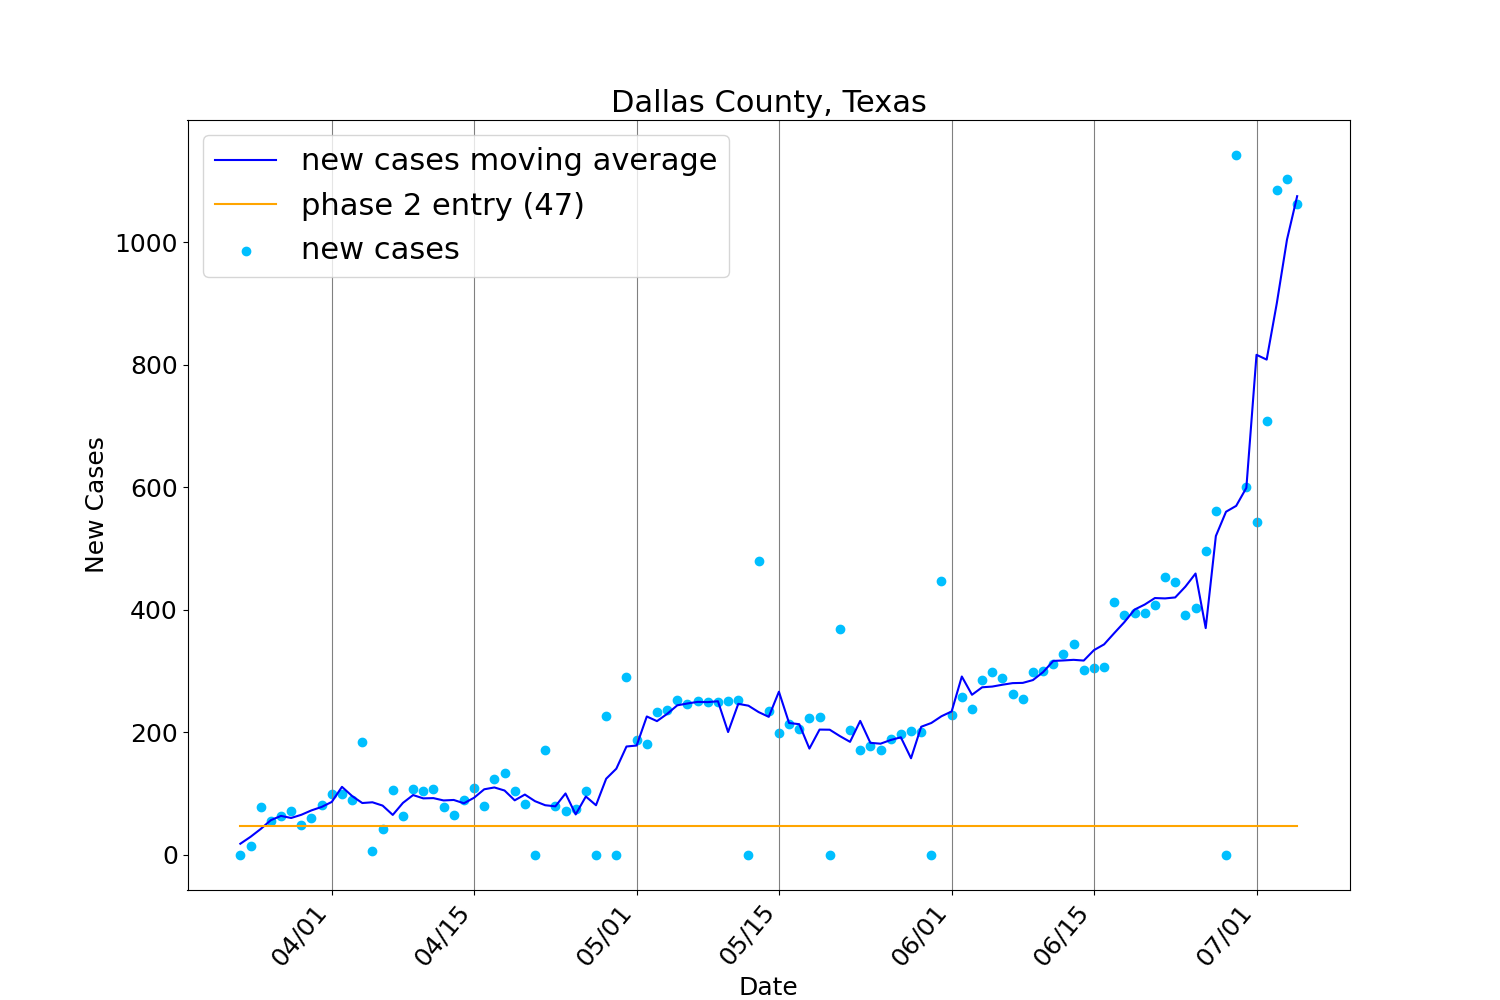 Dallas County, Texas
new cases moving average
phase 2 entry (47)
new cases
1000
800
600
400
200
0
New Cases
04/01
04/15
05/01
05/15
06/01
06/15
07/01
Date